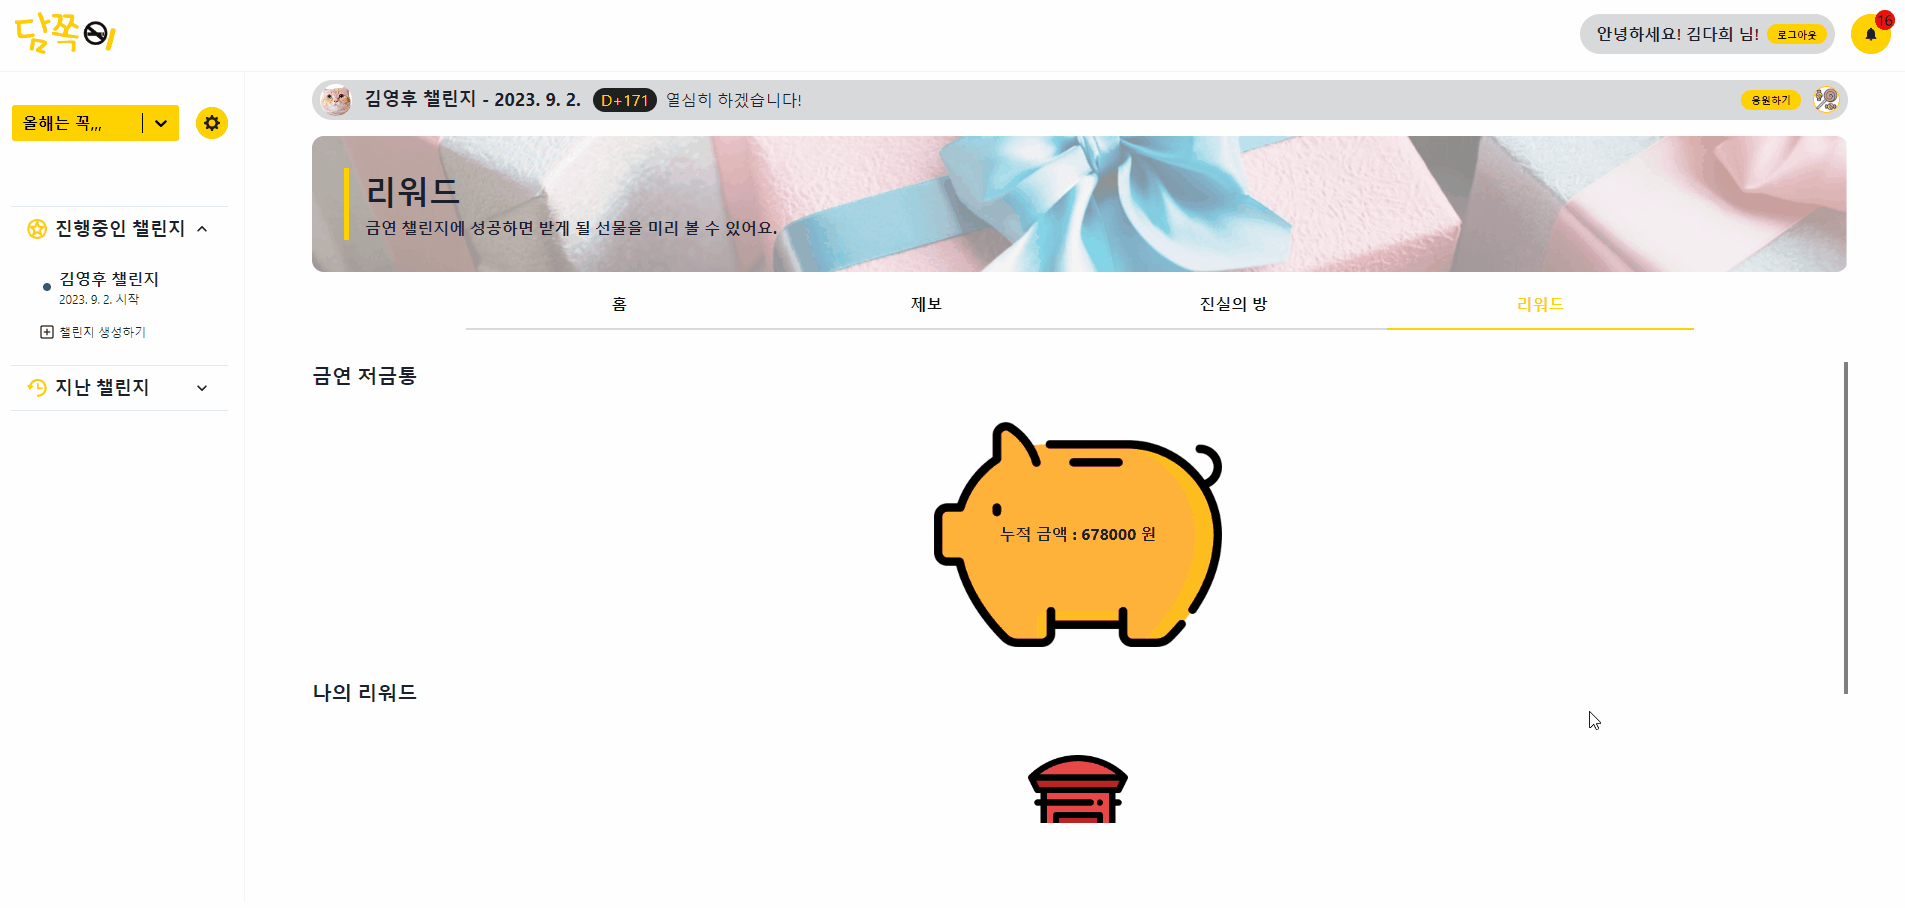 담쪽이
안녕하세요! 김다희 님!
로그아웃
16
올해는 꼭,,,
진행중인 챌린지
김영후 챌린지
2023. 9. 2. 시작
챌린지 생성하기
지난 챌린지
김영후 챌린지 - 2023. 9. 2. D+171 열심히 하겠습니다!
응원하기
리워드
금연 챌린지에 성공하면 받게 될 선물을 미리 볼 수 있어요.
홈 제보 진실의 방 리워드
금연 저금통
누적 금액 : 678000 원
나의 리워드